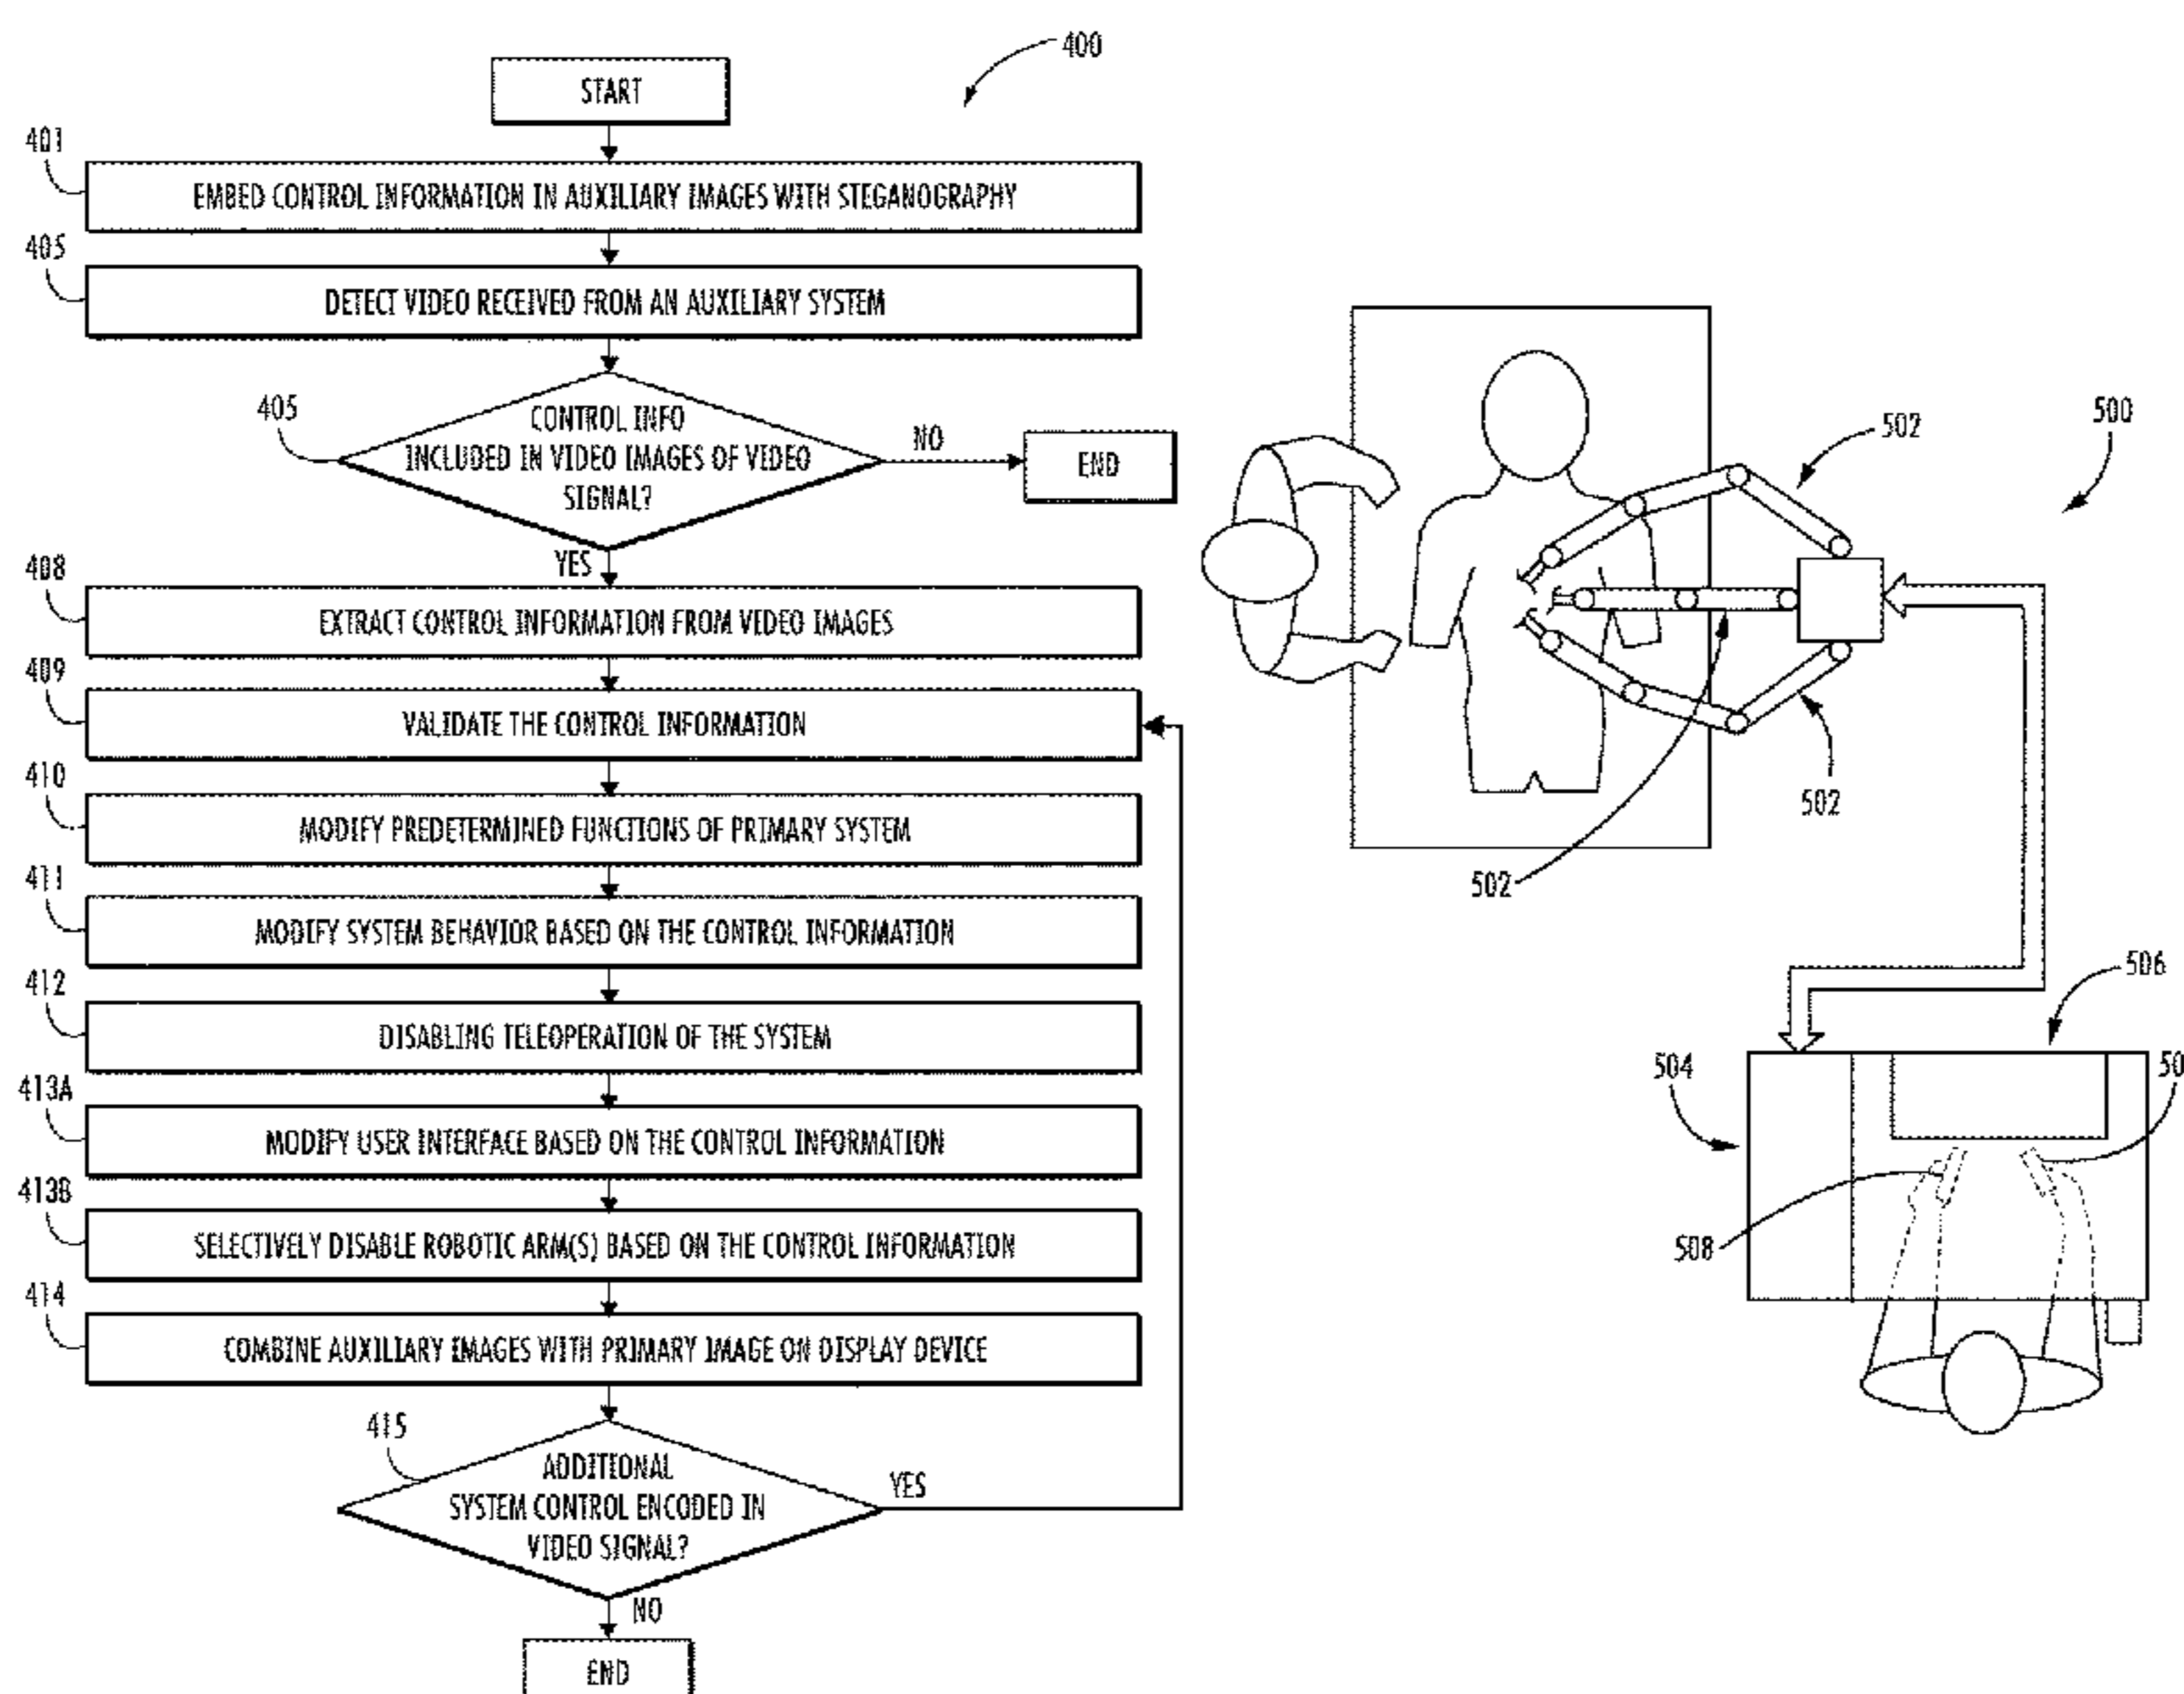 400
START
401
EMBED CONTROL INFORMATION IN AUXILIARY IMAGES WITH STEGANOGRAPHY
405
DETECT VIDEO RECEIVED FROM AN AUXILIARY SYSTEM
405
CONTROL INFO
INCLUDED IN VIDEO IMAGES OF VIDEO
SIGNAL?
NO
END
YES
408
EXTRACT CONTROL INFORMATION FROM VIDEO IMAGES
409
VALIDATE THE CONTROL INFORMATION
410
MODIFY PREDETERMINED FUNCTIONS OF PRIMARY SYSTEM
411
MODIFY SYSTEM BEHAVIOR BASED ON THE CONTROL INFORMATION
412
DISABLING TELEOPERATION OF THE SYSTEM
413A
MODIFY USER INTERFACE BASED ON THE CONTROL INFORMATION
413B
SELECTIVELY DISABLE ROBOTIC ARM(S) BASED ON THE CONTROL INFORMATION
414
COMBINE AUXILIARY IMAGES WITH PRIMARY IMAGE ON DISPLAY DEVICE
415
ADDITIONAL
SYSTEM CONTROL ENCODED IN
VIDEO SIGNAL?
YES
NO
END
500
502
502
502
506
504
50
508